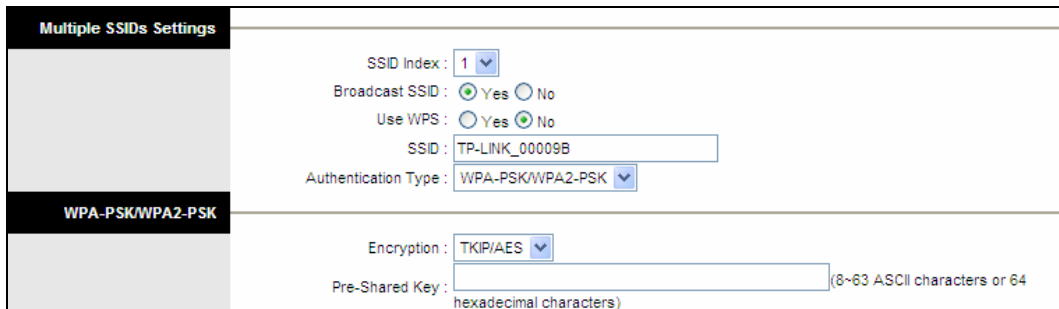 Multiple SSIDs Settings
SSID Index : 1
Broadcast SSID : Yes No
Use WPS : Yes No
SSID : TP-LINK_00009B
Authentication Type : WPA-PSK/WPA2-PSK
WPA-PSK/WPA2-PSK
Encryption : TKIP/AES
Pre-Shared Key : (8~63 ASCII characters or 64
hexadecimal characters)